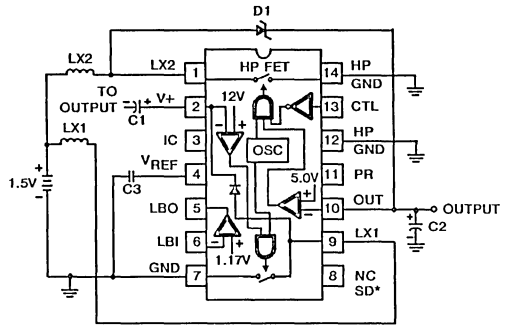 D1
LX2
LX2
1
HP FET
14
HP
GND
TO
OUTPUT
V+
C1
2
12V
13
CTL
LX1
IC
3
OSC
12
HP
GND
VREF
C3
4
5.0V
11
PR
1.5V
LBO
5
10
OUT
OUTPUT
C2
LBI
6
1.17V
9
LX1
GND
7
8
NC
SD*